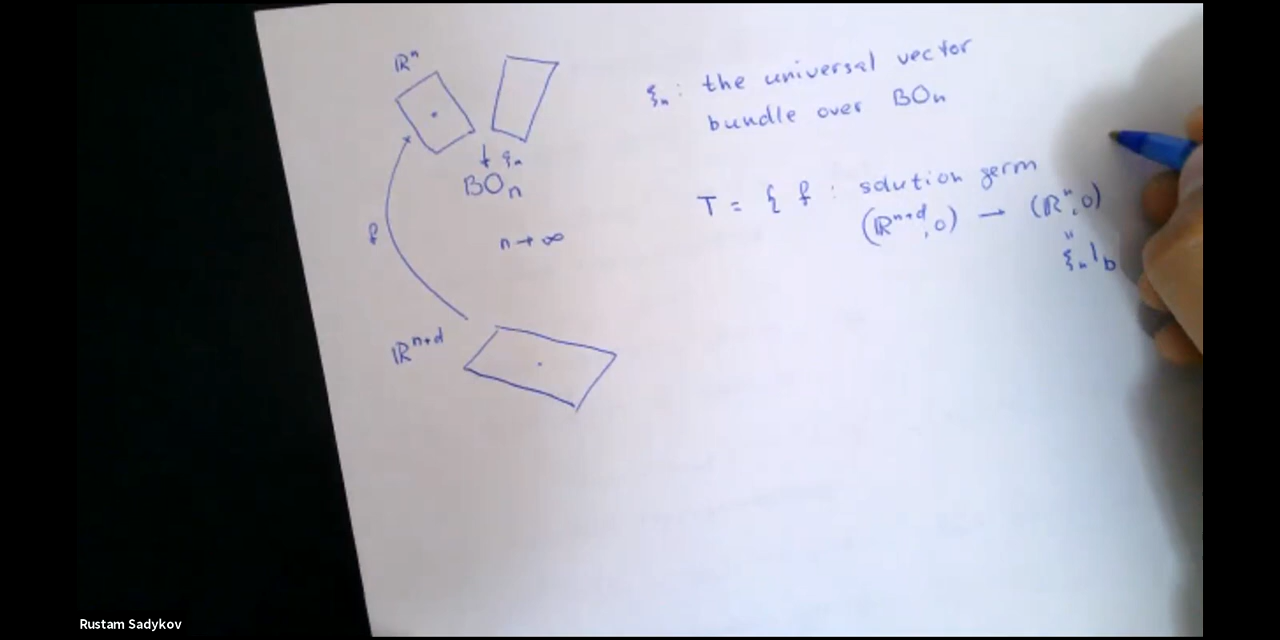 ℝⁿ
ξₙ : the universal vector
bundle over BOₙ
↓ ξₙ
BOₙ
T = { f : solution germ
(ℝⁿ⁺ᵈ, 0) → (ℝⁿ, 0)
"
ξₙ|b
f
n → ∞
ℝⁿ⁺ᵈ
Rustam Sadykov